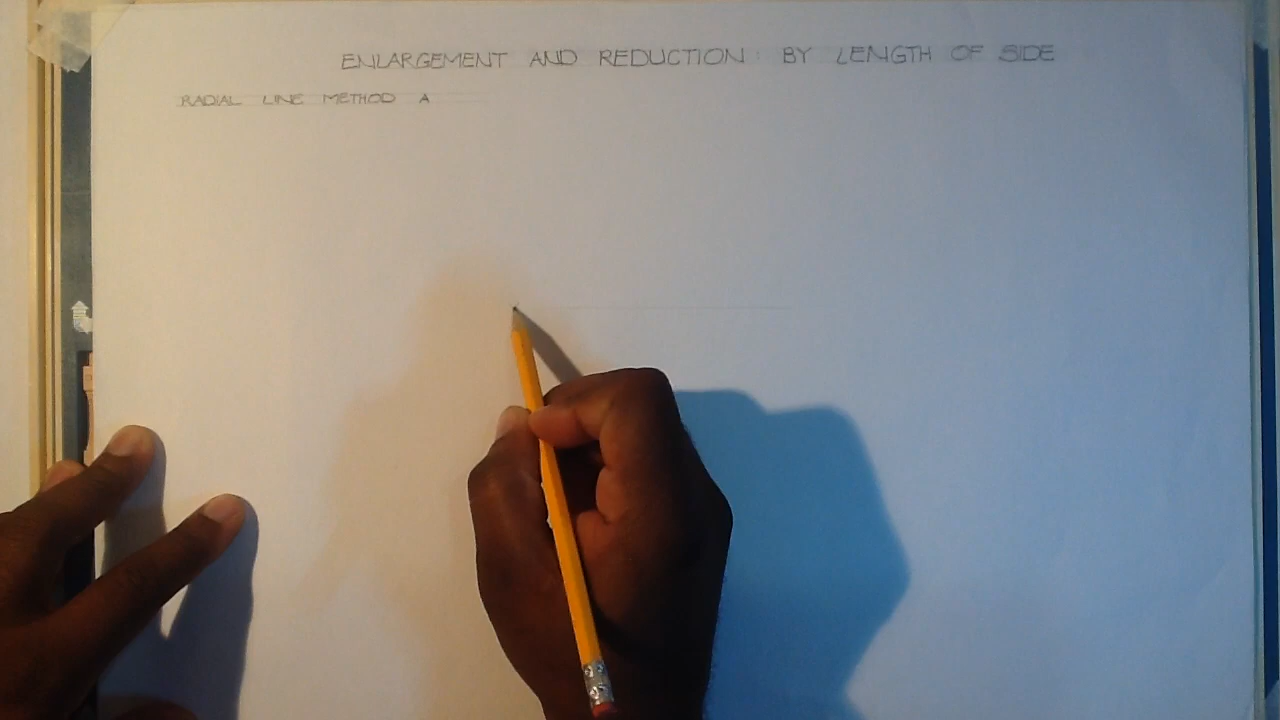 ENLARGEMENT AND REDUCTION: BY LENGTH OF SIDE
RADIAL LINE METHOD A